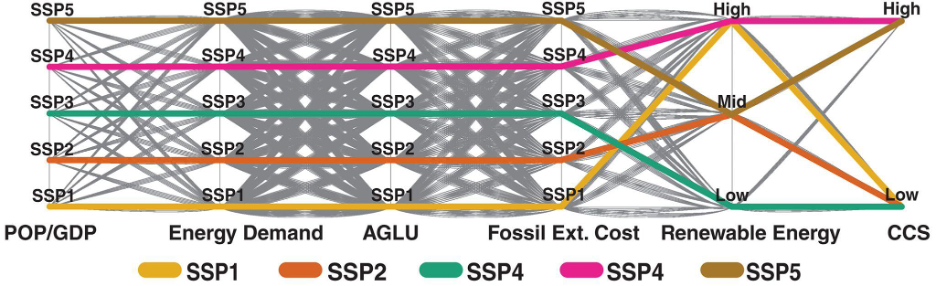 SSP5 SSP5 SSP5 SSP5 High High
SSP4 SSP4 SSP4 SSP4
SSP3 SSP3 SSP3 SSP3 Mid
SSP2 SSP2 SSP2 SSP2
SSP1 SSP1 SSP1 SSP1 Low Low
POP/GDP Energy Demand AGLU Fossil Ext. Cost Renewable Energy CCS
SSP1 SSP2 SSP4 SSP4 SSP5